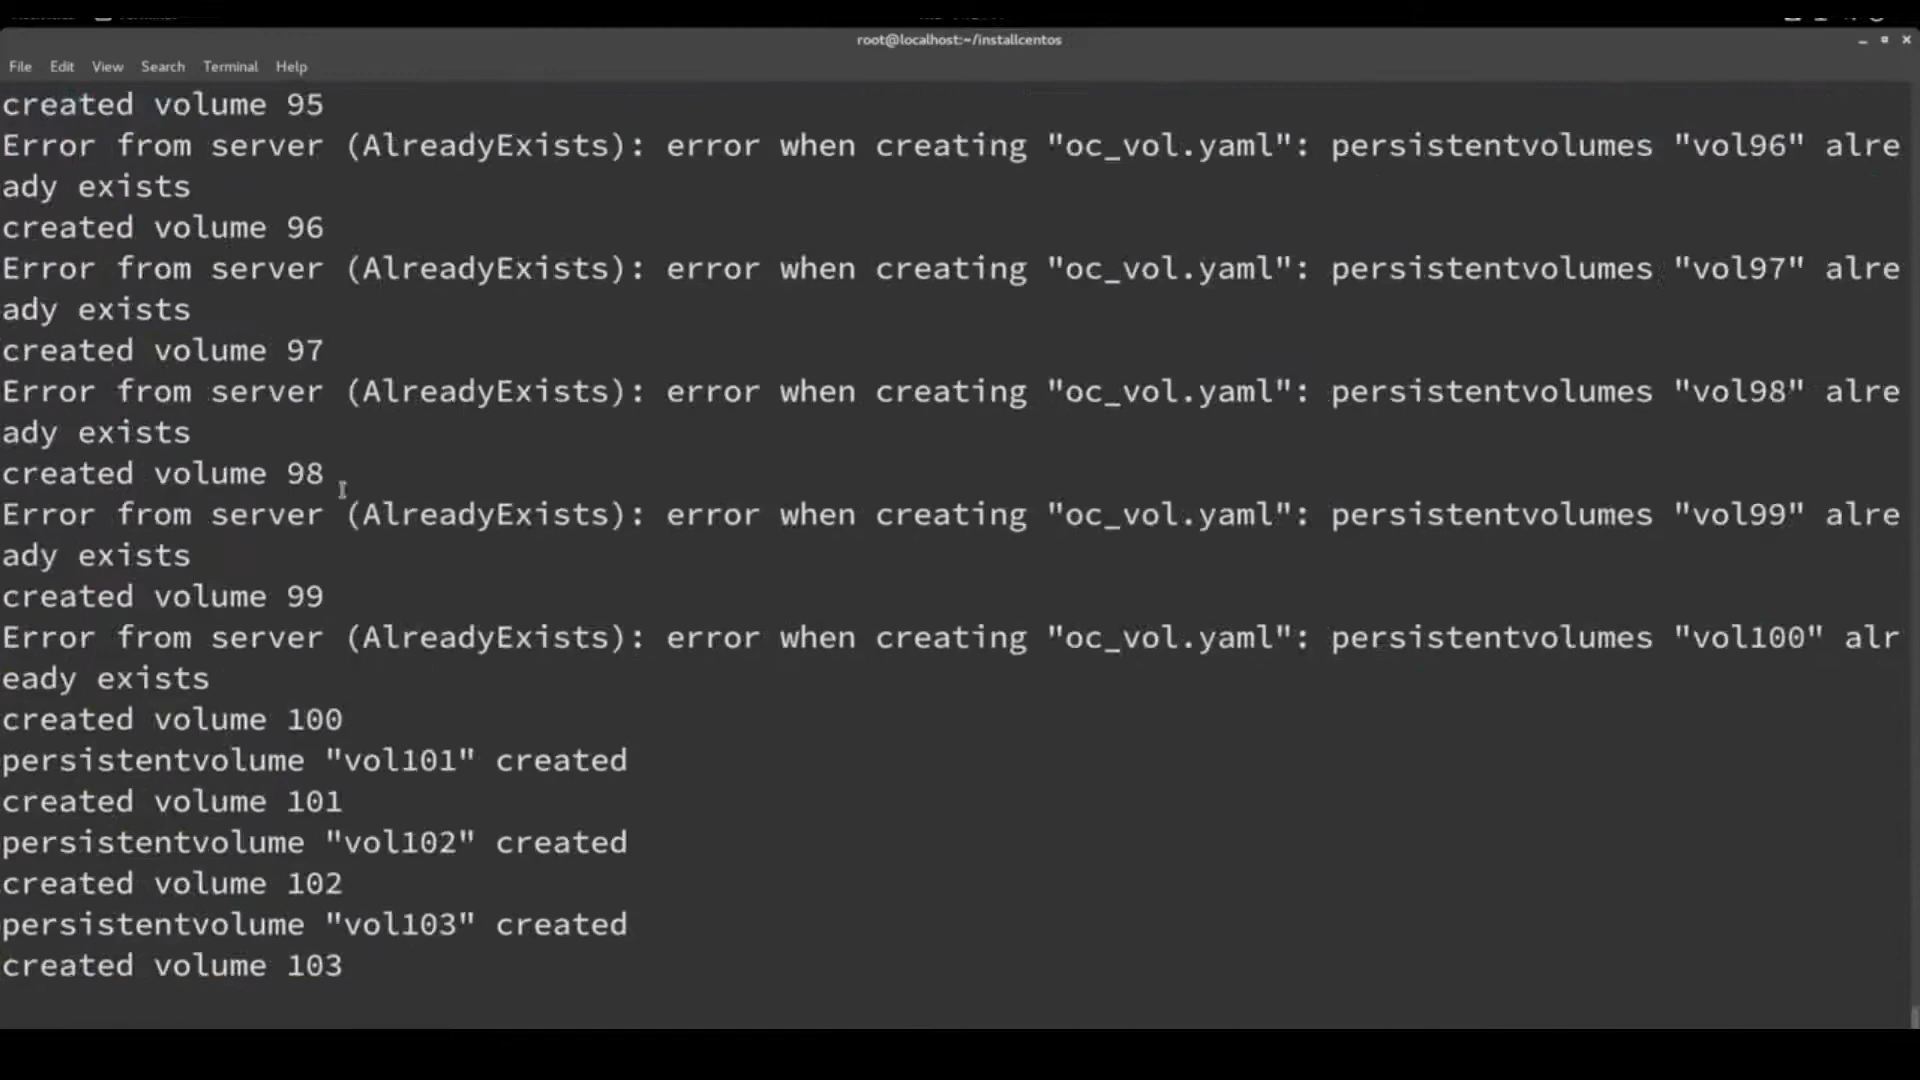 root@localhost:~/installcentos
File Edit View Search Terminal Help
created volume 95
Error from server (AlreadyExists): error when creating "oc_vol.yaml": persistentvolumes "vol96" alre
ady exists
created volume 96
Error from server (AlreadyExists): error when creating "oc_vol.yaml": persistentvolumes "vol97" alre
ady exists
created volume 97
Error from server (AlreadyExists): error when creating "oc_vol.yaml": persistentvolumes "vol98" alre
ady exists
created volume 98
Error from server (AlreadyExists): error when creating "oc_vol.yaml": persistentvolumes "vol99" alre
ady exists
created volume 99
Error from server (AlreadyExists): error when creating "oc_vol.yaml": persistentvolumes "vol100" alr
eady exists
created volume 100
persistentvolume "vol101" created
created volume 101
persistentvolume "vol102" created
created volume 102
persistentvolume "vol103" created
created volume 103